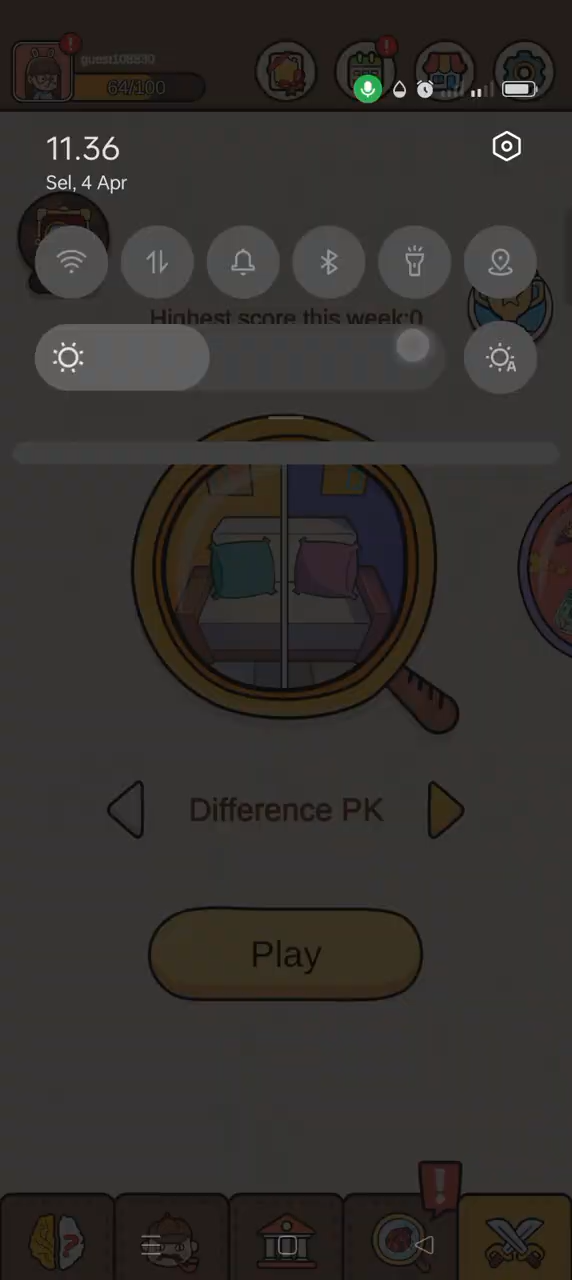 guest108830
64/100
11.36
Sel, 4 Apr
A
Highest score this week:0
Difference PK
Play